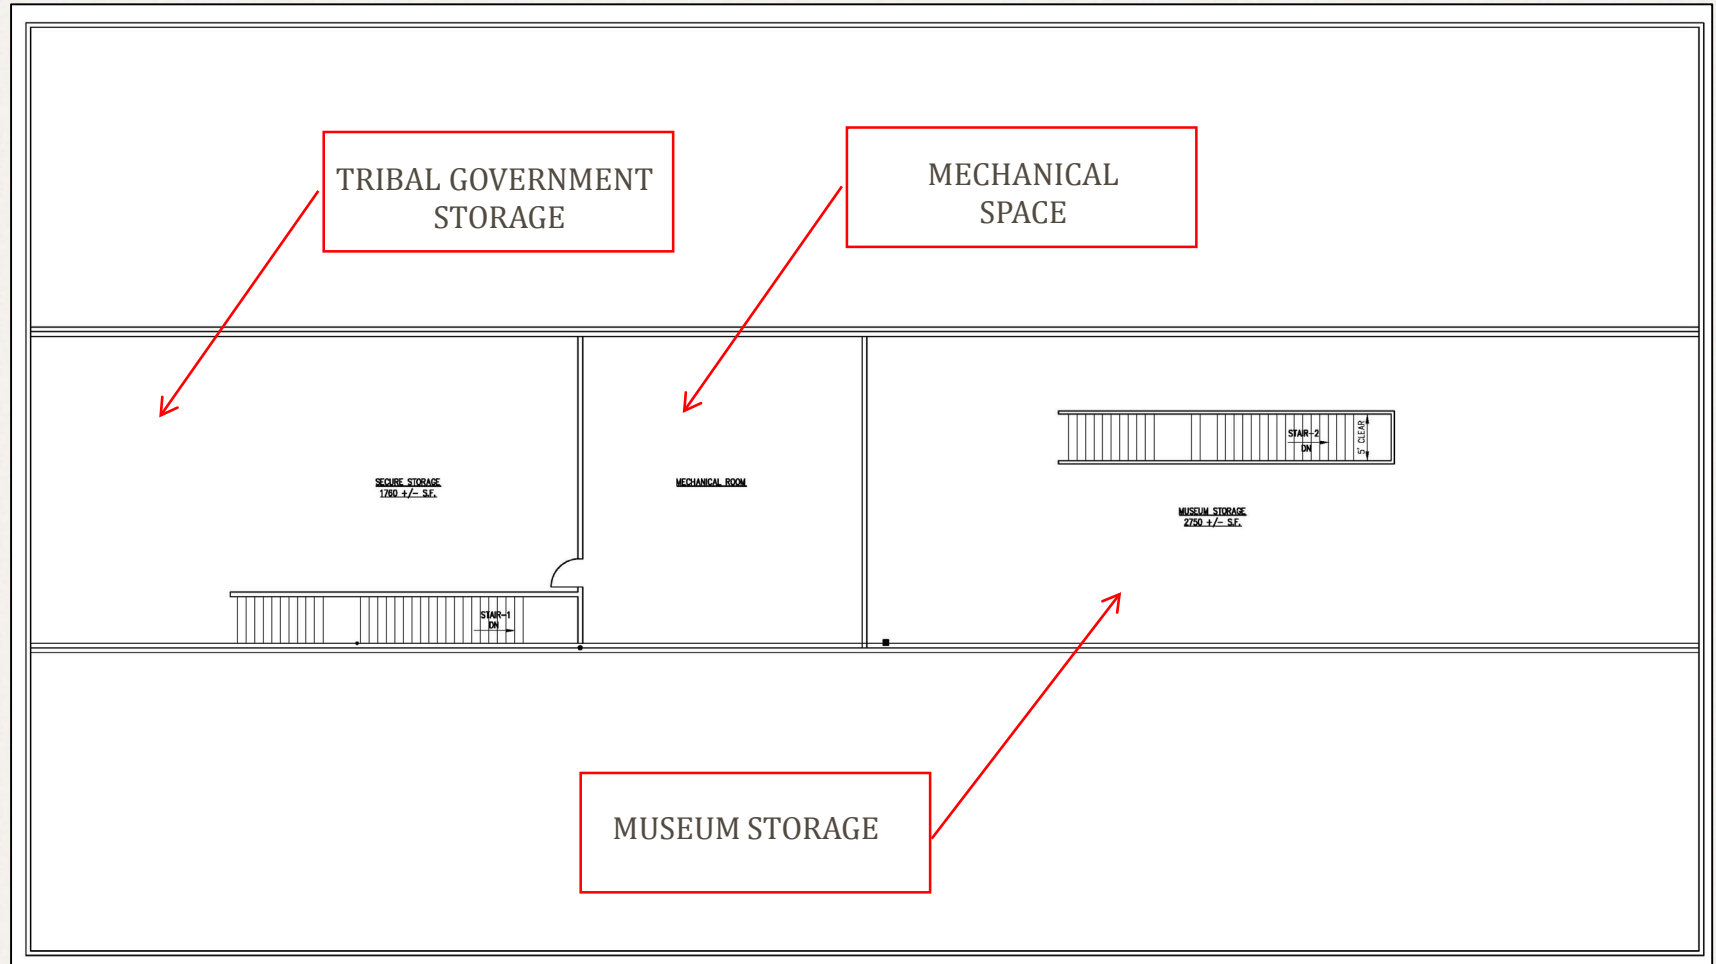 TRIBAL GOVERNMENT
STORAGE
MECHANICAL
SPACE
STAIR-2
DN
5' CLEAR
SECURE STORAGE
1760 +/- S.F.
MECHANICAL ROOM
MUSEUM STORAGE
2750 +/- S.F.
STAIR-1
DN
MUSEUM STORAGE